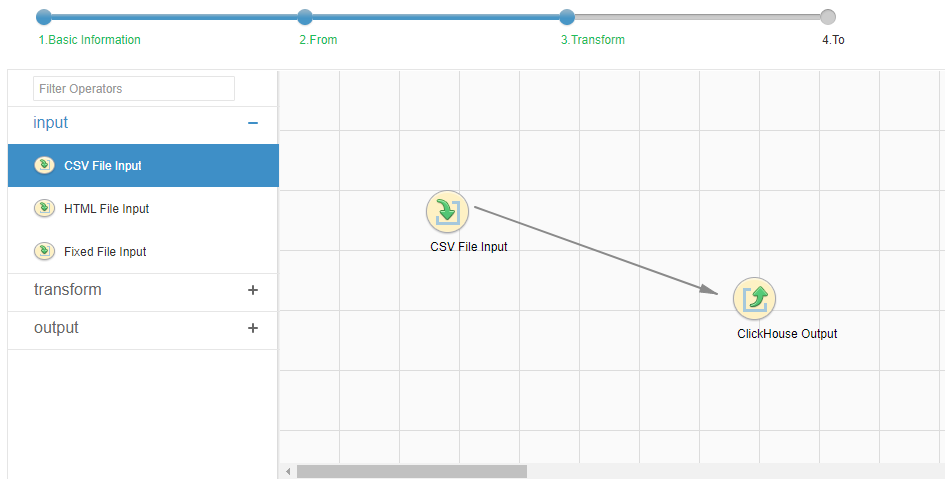 1.Basic Information
2.From
3.Transform
4.To
Filter Operators
input
CSV File Input
HTML File Input
Fixed File Input
transform
output
CSV File Input
ClickHouse Output